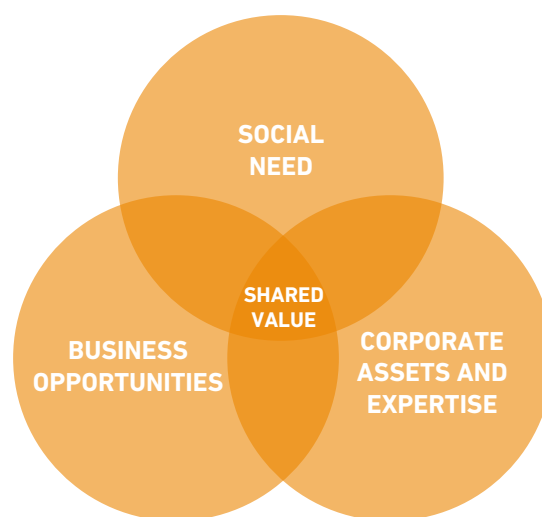 SOCIAL
NEED
SHARED
VALUE
BUSINESS
OPPORTUNITIES
CORPORATE
ASSETS AND
EXPERTISE